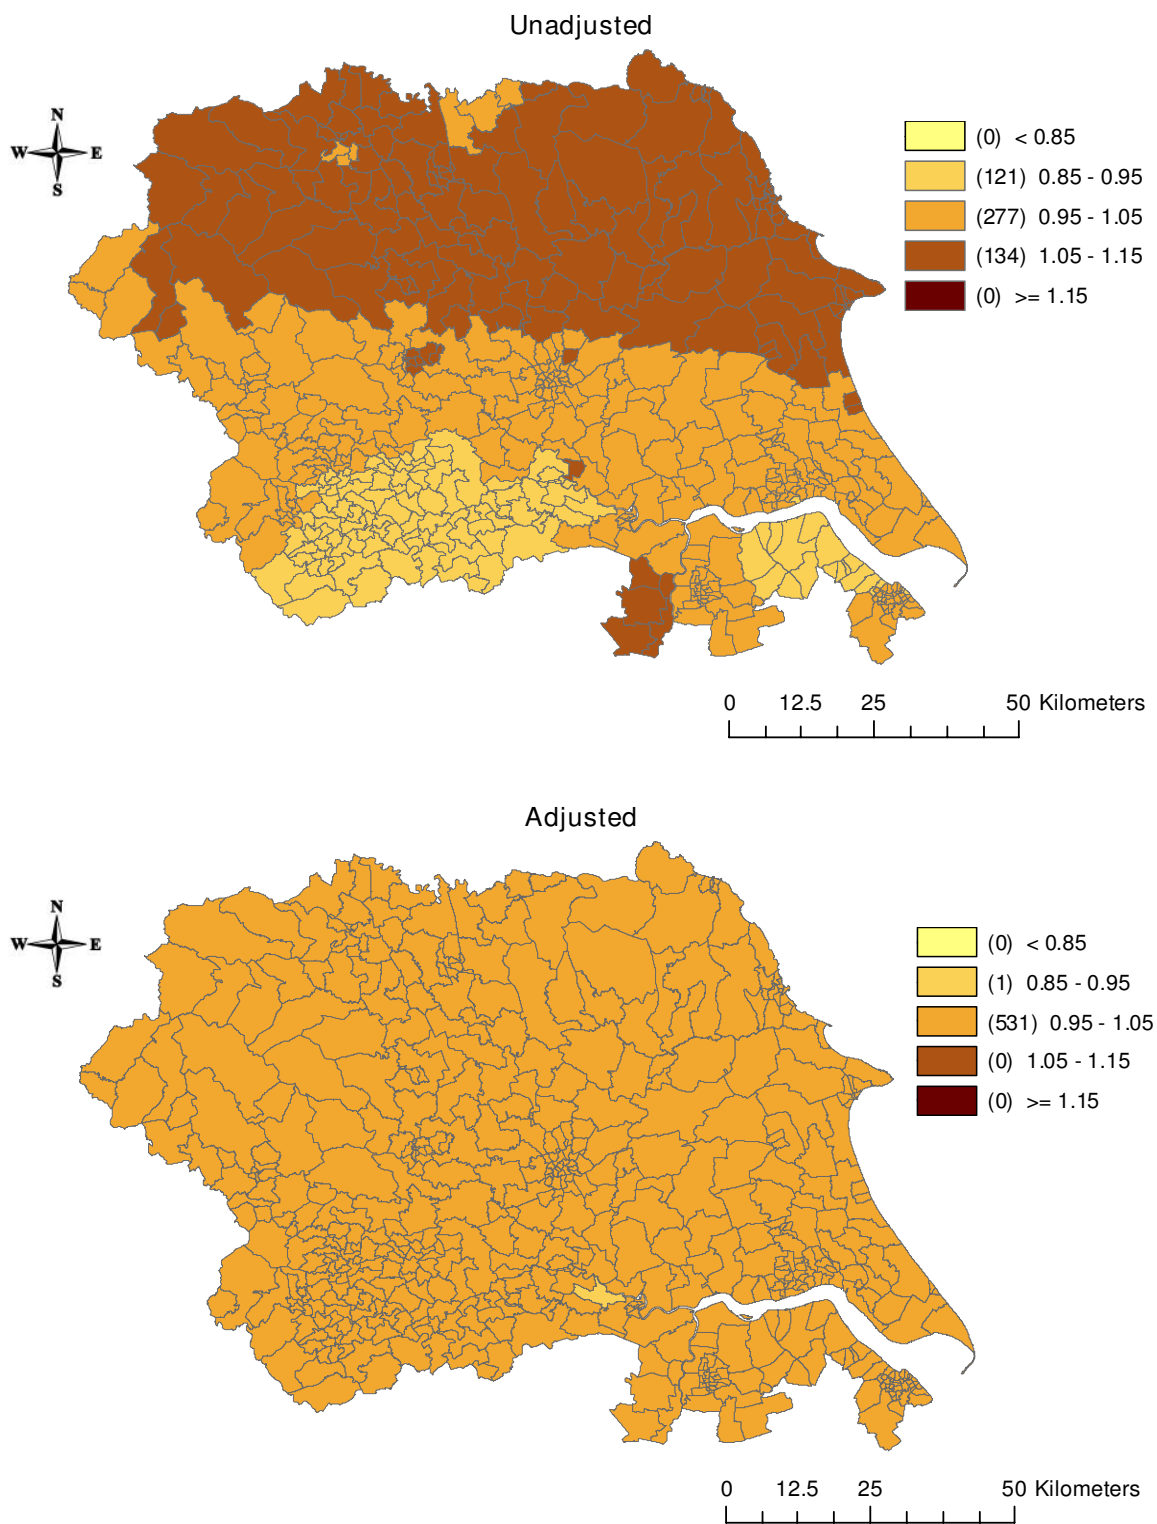 Unadjusted
N
W E
S
(0) < 0.85
(121) 0.85 - 0.95
(277) 0.95 - 1.05
(134) 1.05 - 1.15
(0) >= 1.15
0 12.5 25 50 Kilometers
Adjusted
N
W E
S
(0) < 0.85
(1) 0.85 - 0.95
(531) 0.95 - 1.05
(0) 1.05 - 1.15
(0) >= 1.15
0 12.5 25 50 Kilometers